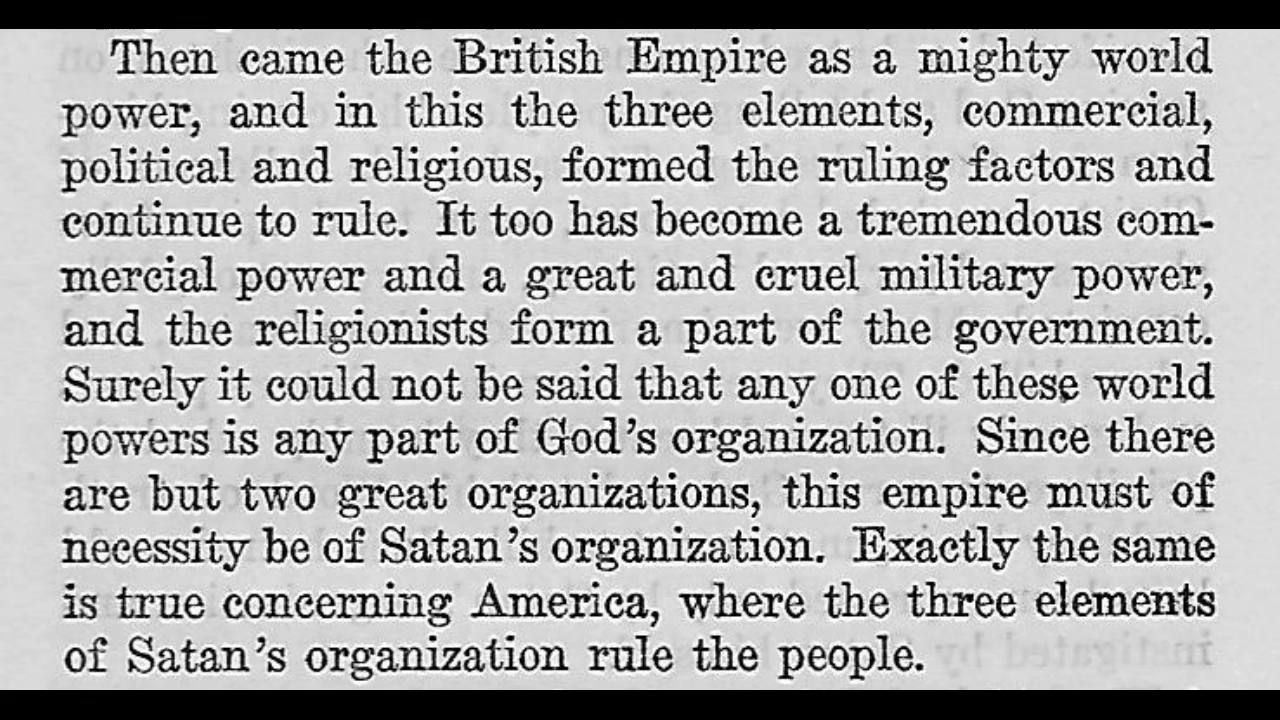 Then came the British Empire as a mighty world
power, and in this the three elements, commercial,
political and religious, formed the ruling factors and
continue to rule. It too has become a tremendous com-
mercial power and a great and cruel military power,
and the religionists form a part of the government.
Surely it could not be said that any one of these world
powers is any part of God's organization. Since there
are but two great organizations, this empire must of
necessity be of Satan's organization. Exactly the same
is true concerning America, where the three elements
of Satan's organization rule the people.